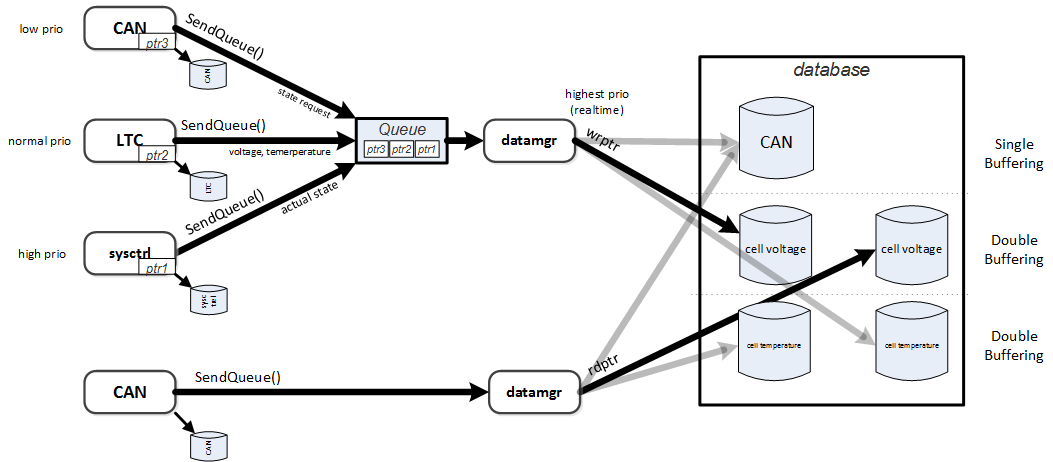 low prio
CAN
ptr3
CAN
SendQueue()
state request
normal prio
LTC
ptr2
LTC
SendQueue()
voltage, temerperature
high prio
sysctrl
ptr1
sysc
trel
SendQueue()
actual state
Queue
ptr3
ptr2
ptr1
datamgr
highest prio
(realtime)
wrptr
database
CAN
Single
Buffering
cell voltage
cell voltage
Double
Buffering
cell temperature
cell temperature
Double
Buffering
CAN
CAN
SendQueue()
datamgr
rdptr